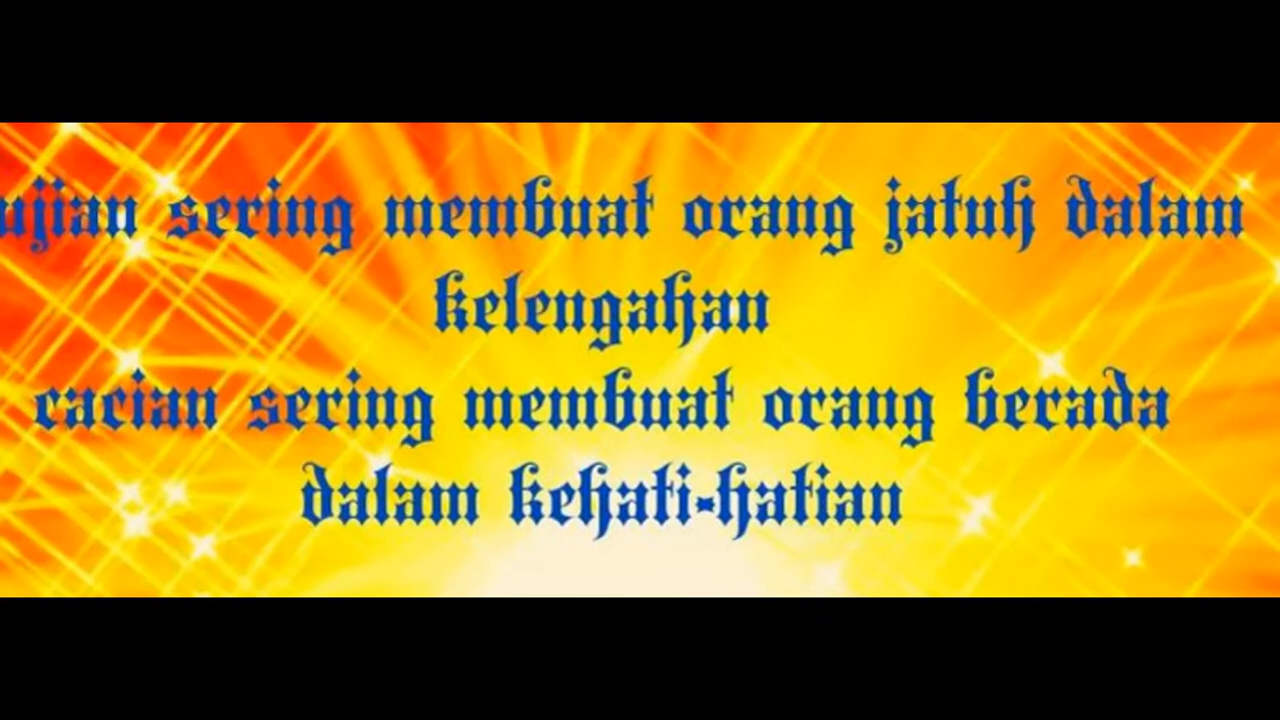 ujian sering membuat orang jatuh dalam
kelengahan
cacian sering membuat orang berada
dalam kehati-hatian